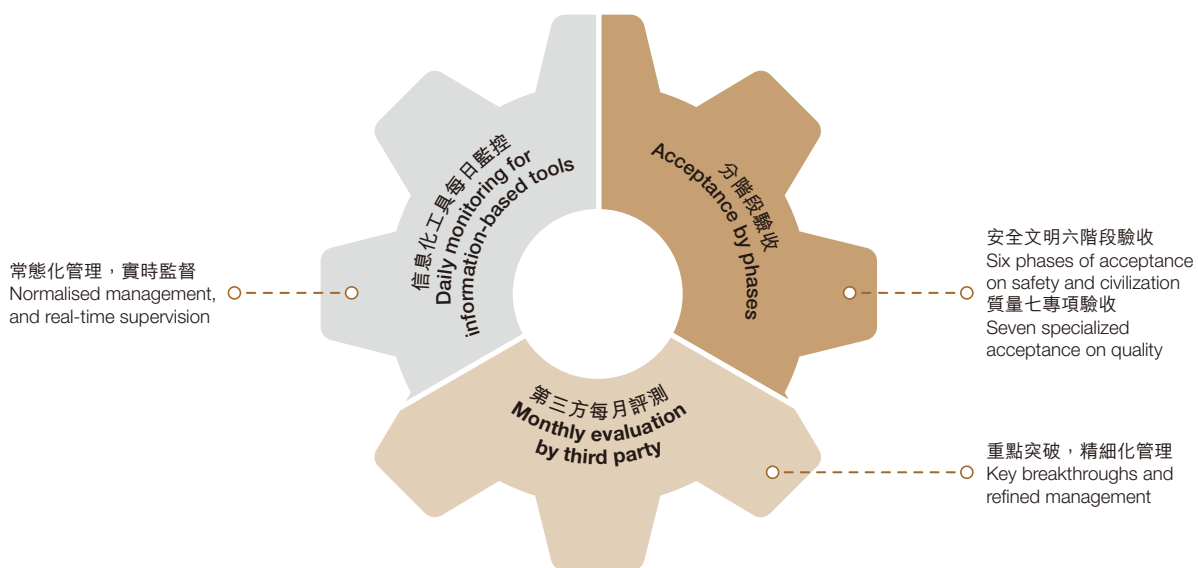 信息化工具每日監控
Daily monitoring for
information-based tools
分階段驗收
Acceptance by phases
常態化管理，實時監督
Normalised management,
and real-time supervision
安全文明六階段驗收
Six phases of acceptance
on safety and civilization
質量七專項驗收
Seven specialized
acceptance on quality
第三方每月評測
Monthly evaluation
by third party
重點突破，精細化管理
Key breakthroughs and
refined management